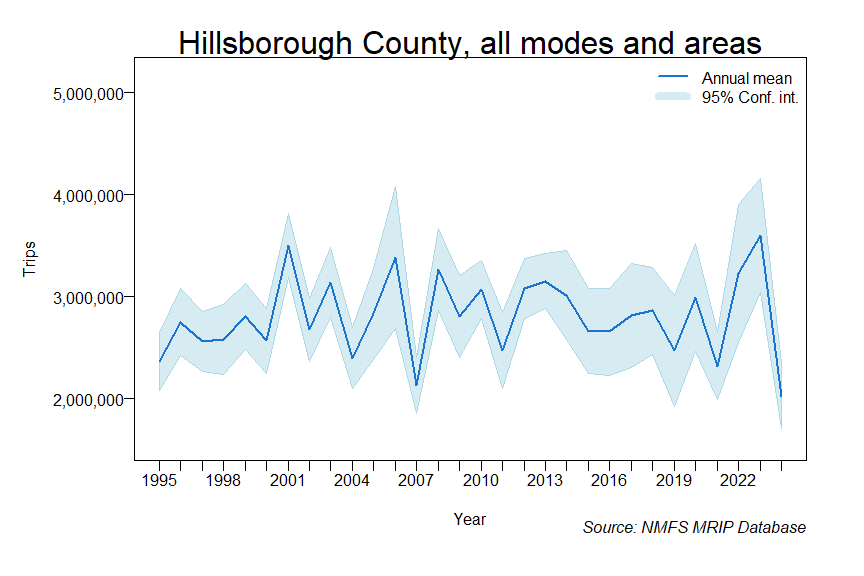 Hillsborough County, all modes and areas
Annual mean
95% Conf. int.
5,000,000
4,000,000
3,000,000
2,000,000
Trips
1995 1998 2001 2004 2007 2010 2013 2016 2019 2022
Year
Source: NMFS MRIP Database